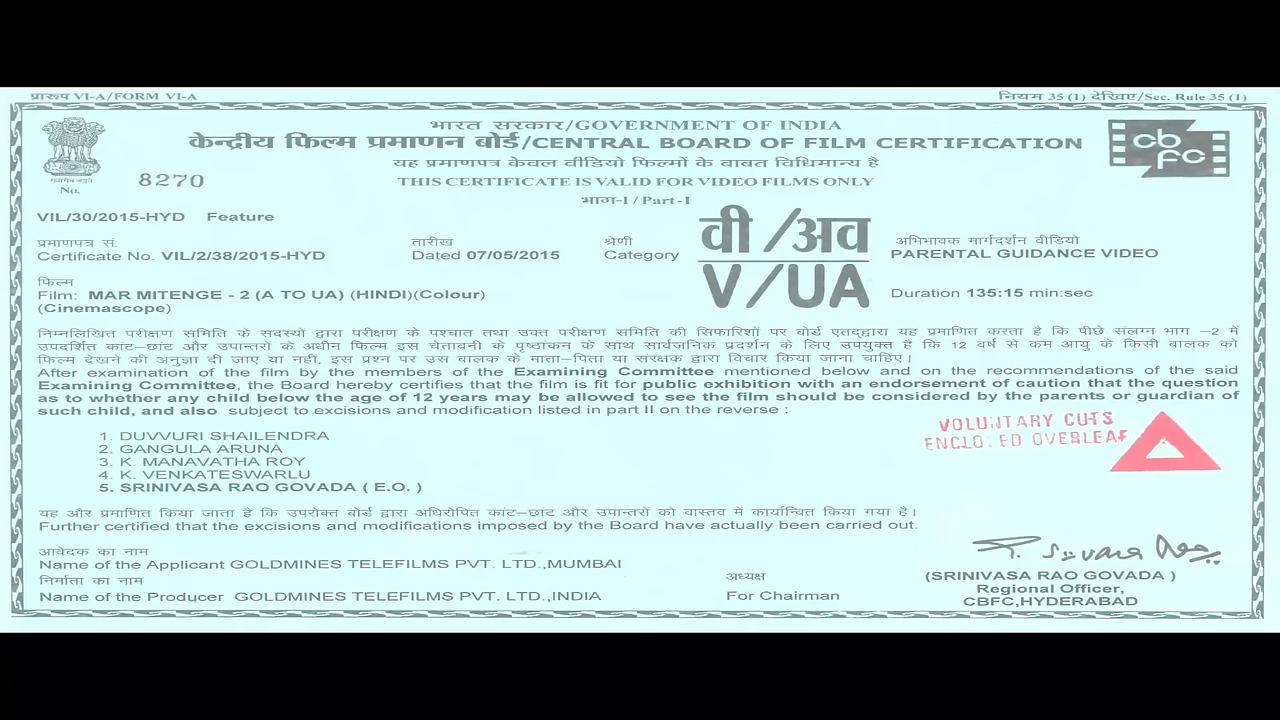 प्रारूप VI-A/FORM VI-A
नियम 35 (1) देखिए/Sec. Rule 35 (1)
भारत सरकार/GOVERNMENT OF INDIA
केन्द्रीय फिल्म प्रमाणन बोर्ड/CENTRAL BOARD OF FILM CERTIFICATION
cb
fc
यह प्रमाणपत्र केवल वीडियो फिल्मों के बावत विधिमान्य है
No. 8270
THIS CERTIFICATE IS VALID FOR VIDEO FILMS ONLY
भाग-I / Part-I
VIL/30/2015-HYD Feature
प्रमाणपत्र सं.
Certificate No. VIL/2/38/2015-HYD
तारीख
Dated 07/05/2015
श्रेणी
Category
वी/अव
V/UA
अभिभावक मार्गदर्शन वीडियो
PARENTAL GUIDANCE VIDEO
फिल्म
Film: MAR MITENGE - 2 (A TO UA) (HINDI)(Colour)
(Cinemascope)
Duration 135:15 min:sec
निम्नलिखित परीक्षण समिति के सदस्यों द्वारा परीक्षण के पश्चात तथा उक्त परीक्षण समिति की सिफारिशों पर बोर्ड एतद्द्वारा यह प्रमाणित करता है कि पीछे संलग्न भाग –2 में
उपदर्शित कांट–छांट और उपान्तरों के अधीन फिल्म इस चेतावनी के पृष्ठांकन के साथ सार्वजनिक प्रदर्शन के लिए उपयुक्त है कि 12 वर्ष से कम आयु के किसी बालक को
फिल्म देखने की अनुज्ञा दी जाए या नहीं, इस प्रश्न पर उस बालक के माता–पिता या संरक्षक द्वारा विचार किया जाना चाहिए।
After examination of the film by the members of the Examining Committee mentioned below and on the recommendations of the said
Examining Committee, the Board hereby certifies that the film is fit for public exhibition with an endorsement of caution that the question
as to whether any child below the age of 12 years may be allowed to see the film should be considered by the parents or guardian of
such child, and also subject to excisions and modification listed in part II on the reverse :
VOLUNTARY CUTS
ENCLOSED OVERLEAF
1. DUVVURI SHAILENDRA
2. GANGULA ARUNA
3. K. MANAVATHA ROY
4. K. VENKATESWARLU
5. SRINIVASA RAO GOVADA ( E.O. )
यह और प्रमाणित किया जाता है कि उपरोक्त बोर्ड द्वारा अधिरोपित कांट–छांट और उपान्तरों को वास्तव में कार्यान्वित किया गया है।
Further certified that the excisions and modifications imposed by the Board have actually been carried out.
आवेदक का नाम
Name of the Applicant GOLDMINES TELEFILMS PVT. LTD.,MUMBAI
निर्माता का नाम
Name of the Producer GOLDMINES TELEFILMS PVT. LTD.,INDIA
अध्यक्ष
For Chairman
(SRINIVASA RAO GOVADA )
Regional Officer,
CBFC,HYDERABAD